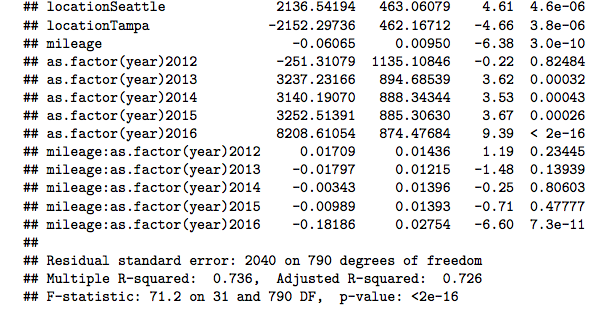 ## locationSeattle 2136.54194 463.06079 4.61 4.6e-06
## locationTampa -2152.29736 462.16712 -4.66 3.8e-06
## mileage -0.06065 0.00950 -6.38 3.0e-10
## as.factor(year)2012 -251.31079 1135.10846 -0.22 0.82484
## as.factor(year)2013 3237.23166 894.68539 3.62 0.00032
## as.factor(year)2014 3140.19070 888.34344 3.53 0.00043
## as.factor(year)2015 3252.51391 885.30630 3.67 0.00026
## as.factor(year)2016 8208.61054 874.47684 9.39 < 2e-16
## mileage:as.factor(year)2012 0.01709 0.01436 1.19 0.23445
## mileage:as.factor(year)2013 -0.01797 0.01215 -1.48 0.13939
## mileage:as.factor(year)2014 -0.00343 0.01396 -0.25 0.80603
## mileage:as.factor(year)2015 -0.00989 0.01393 -0.71 0.47777
## mileage:as.factor(year)2016 -0.18186 0.02754 -6.60 7.3e-11
##
## Residual standard error: 2040 on 790 degrees of freedom
## Multiple R-squared: 0.736, Adjusted R-squared: 0.726
## F-statistic: 71.2 on 31 and 790 DF, p-value: <2e-16